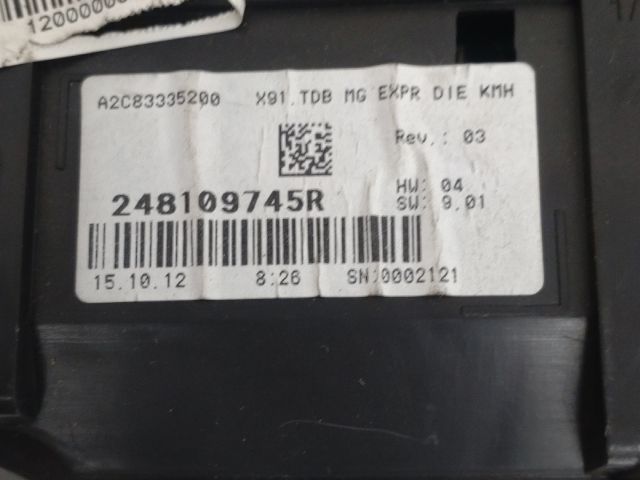 A2C83335200 X91.TDB MG EXPR DIE KMH
Rev.: 03
248109745R
HW: 04
SW: 9.01
15.10.12 8:26 SN:0002121